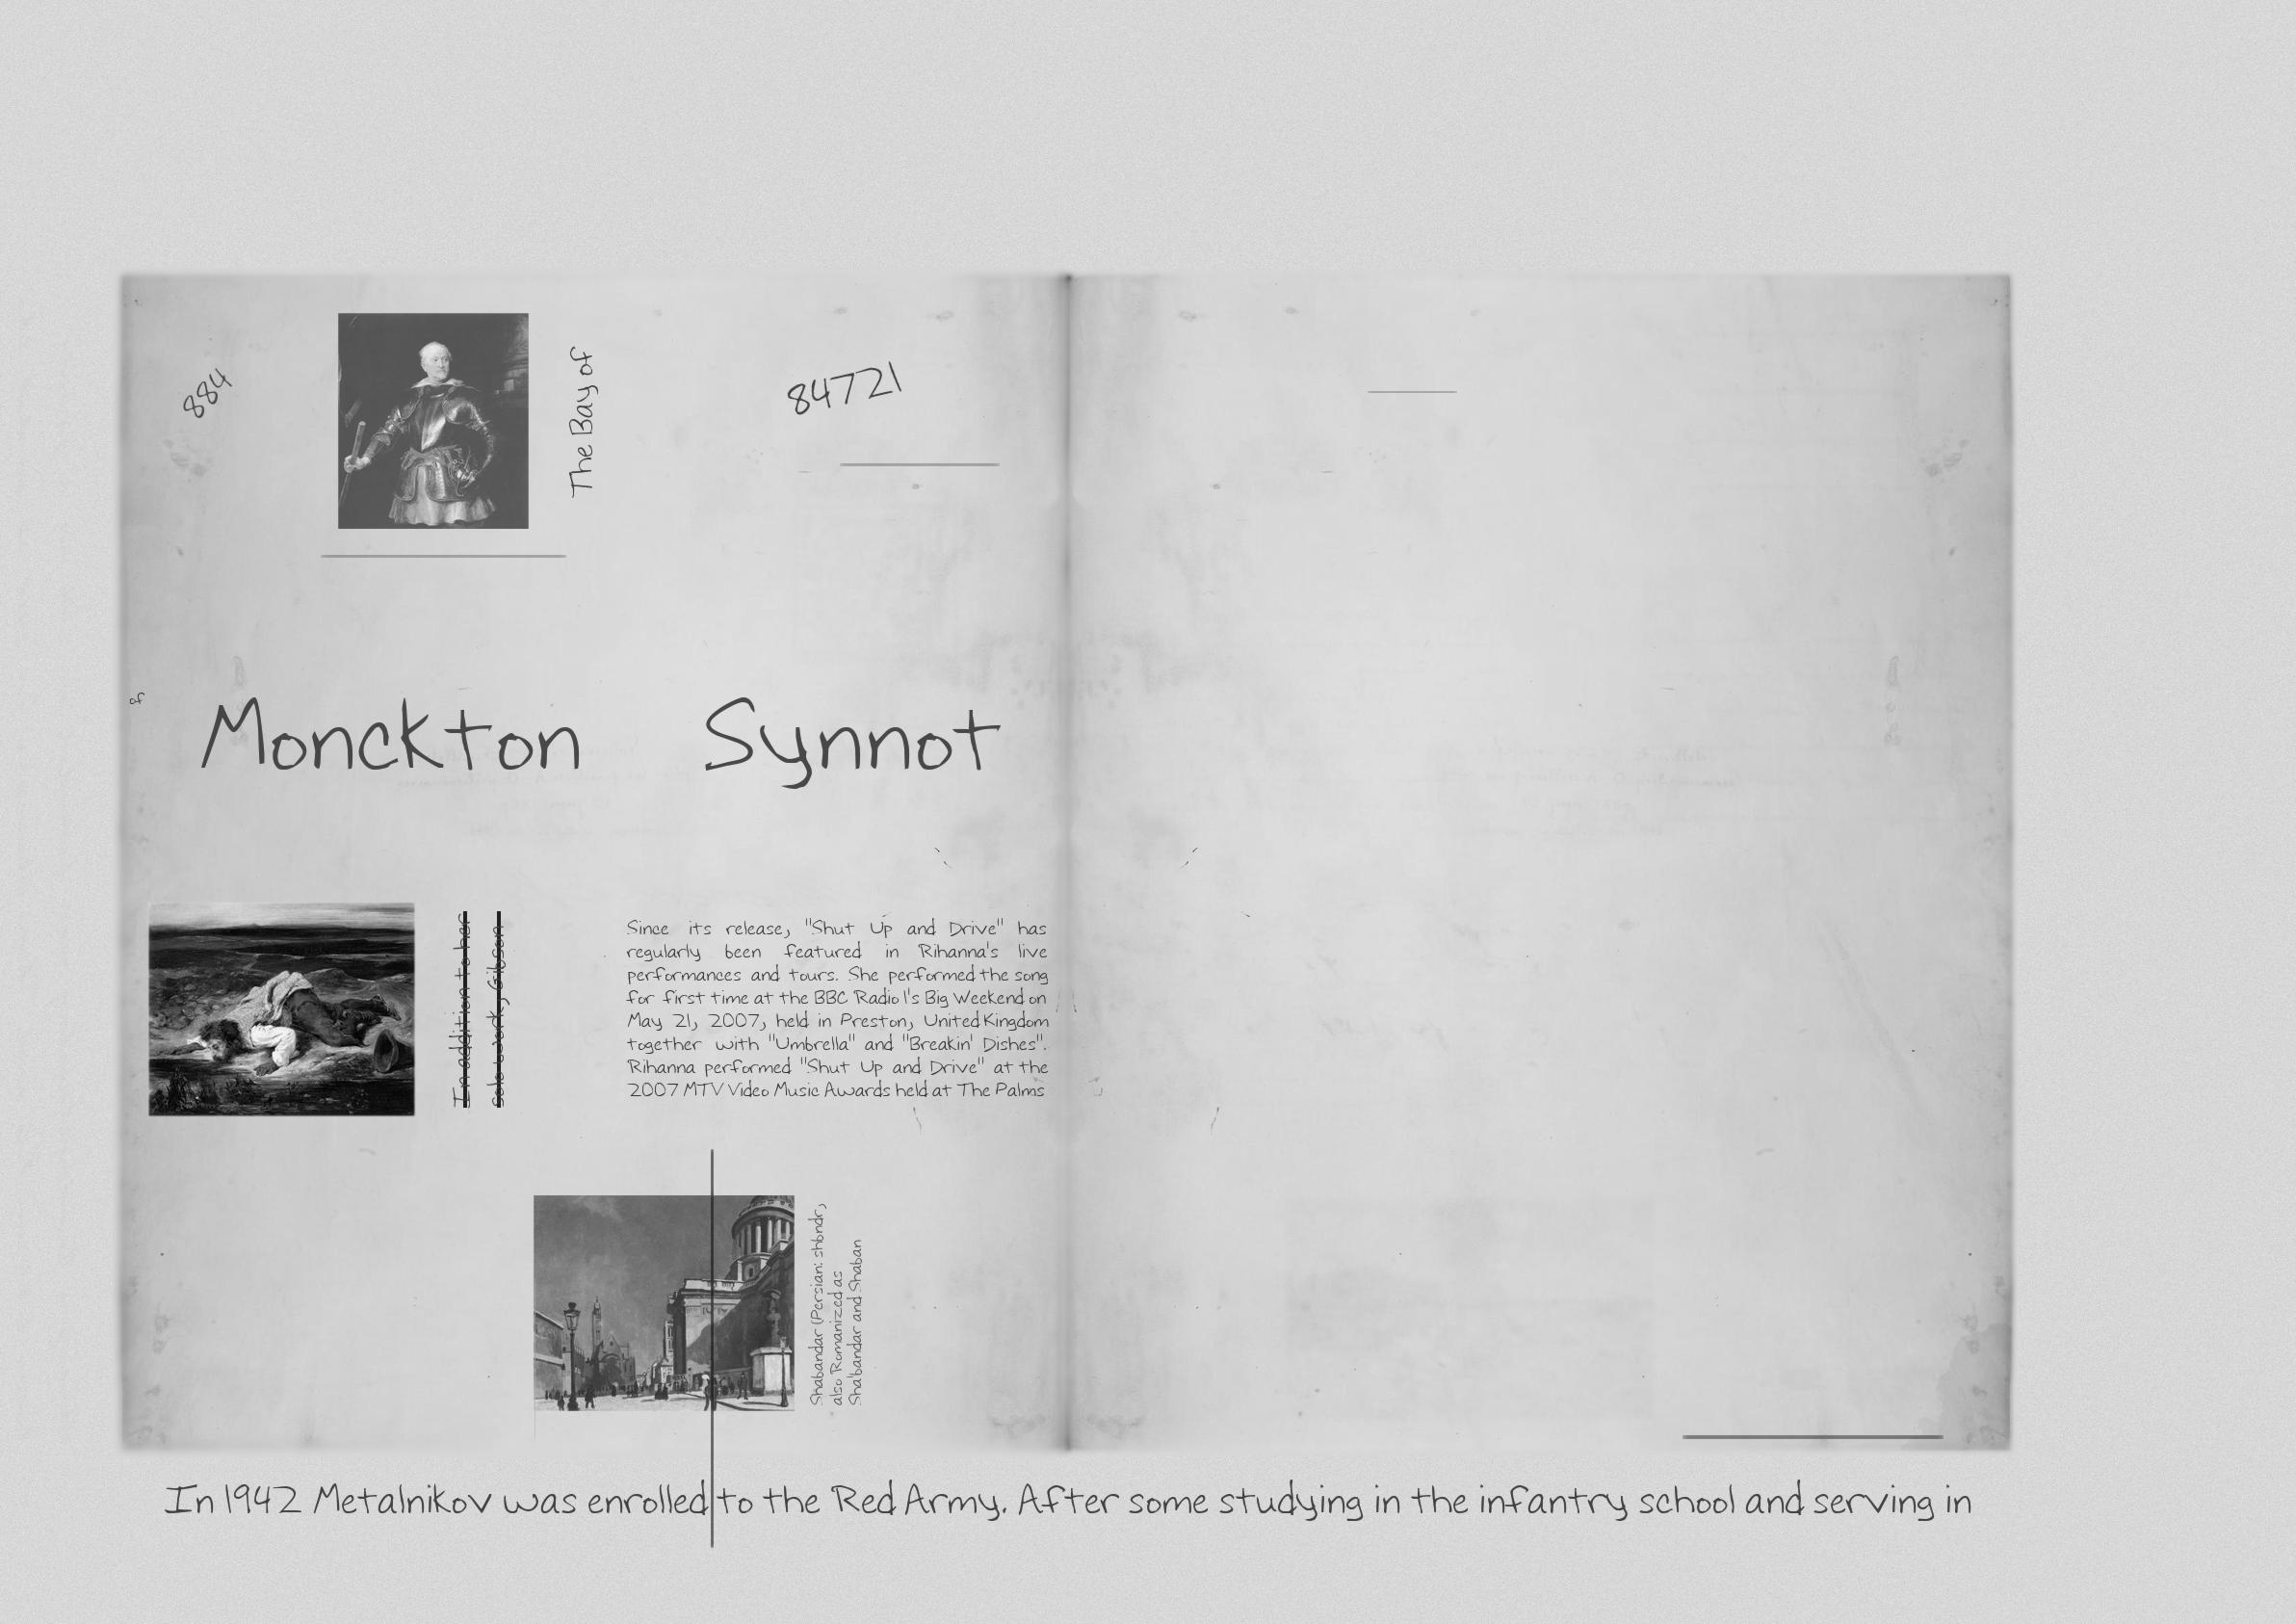 884
The Bay of
84721
of
Monckton Synnot
In addition to her
solo work, Gibson
Since its release, "Shut Up and Drive" has
regularly been featured in Rihanna's live
performances and tours. She performed the song
for first time at the BBC Radio 1's Big Weekend on
May 21, 2007, held in Preston, United Kingdom
together with "Umbrella" and "Breakin' Dishes".
Rihanna performed "Shut Up and Drive" at the
2007 MTV Video Music Awards held at The Palms
Shabandar (Persian: shbndr,
also Romanized as
Sha'bandar and Sha'ban
In 1942 Metalnikov was enrolled to the Red Army. After some studying in the infantry school and serving in